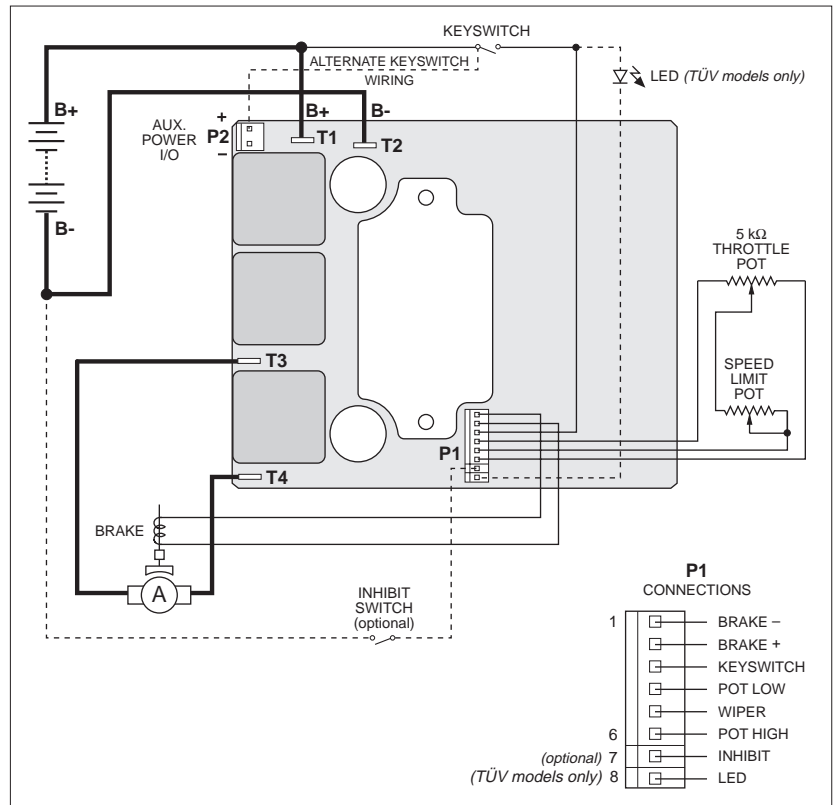 KEYSWITCH
ALTERNATE KEYSWITCH
WIRING
LED (TÜV models only)
B+
AUX.
POWER
I/O
+
P2
–
B+
T1
B-
T2
B-
5 kΩ
THROTTLE
POT
SPEED
LIMIT
POT
T3
P1
T4
BRAKE
A
INHIBIT
SWITCH
(optional)
P1
CONNECTIONS
1 BRAKE –
BRAKE +
KEYSWITCH
POT LOW
WIPER
6 POT HIGH
(optional) 7 INHIBIT
(TÜV models only) 8 LED